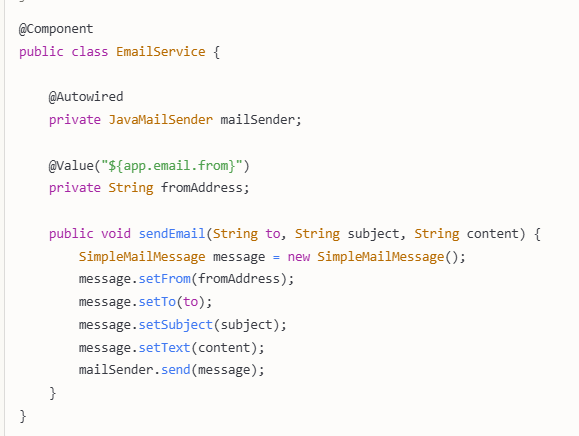 @Component
public class EmailService {
    @Autowired
    private JavaMailSender mailSender;
    @Value("${app.email.from}")
    private String fromAddress;
    public void sendEmail(String to, String subject, String content) {
        SimpleMailMessage message = new SimpleMailMessage();
        message.setFrom(fromAddress);
        message.setTo(to);
        message.setSubject(subject);
        message.setText(content);
        mailSender.send(message);
    }
}